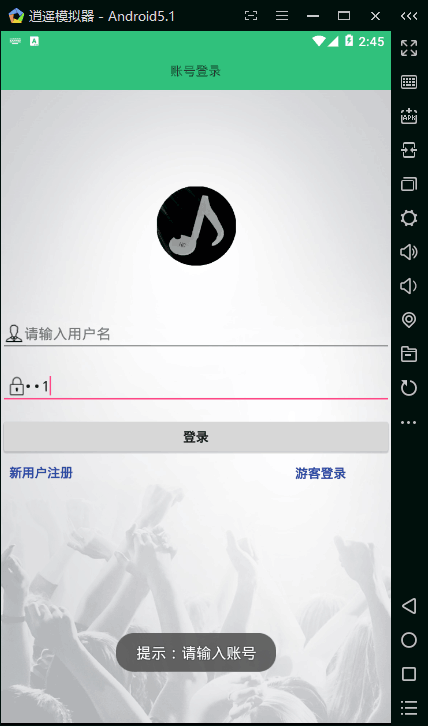 逍遥模拟器 - Android5.1
A
2:45
账号登录
APK
请输入用户名
••1
登录
新用户注册
游客登录
提示：请输入账号